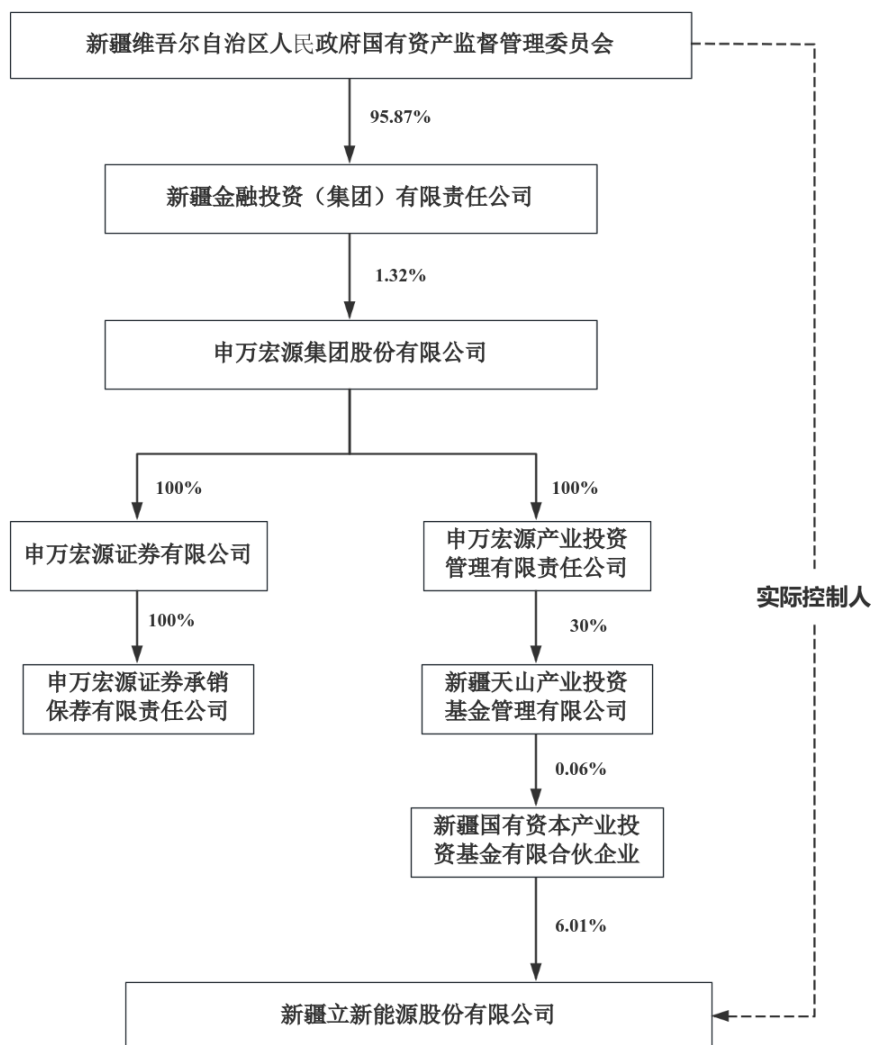 新疆维吾尔自治区人民政府国有资产监督管理委员会
95.87%
新疆金融投资（集团）有限责任公司
1.32%
申万宏源集团股份有限公司
100%
100%
申万宏源证券有限公司
申万宏源产业投资
管理有限责任公司
实际控制人
100%
30%
申万宏源证券承销
保荐有限责任公司
新疆天山产业投资
基金管理有限公司
0.06%
新疆国有资本产业投
资基金有限合伙企业
6.01%
新疆立新能源股份有限公司